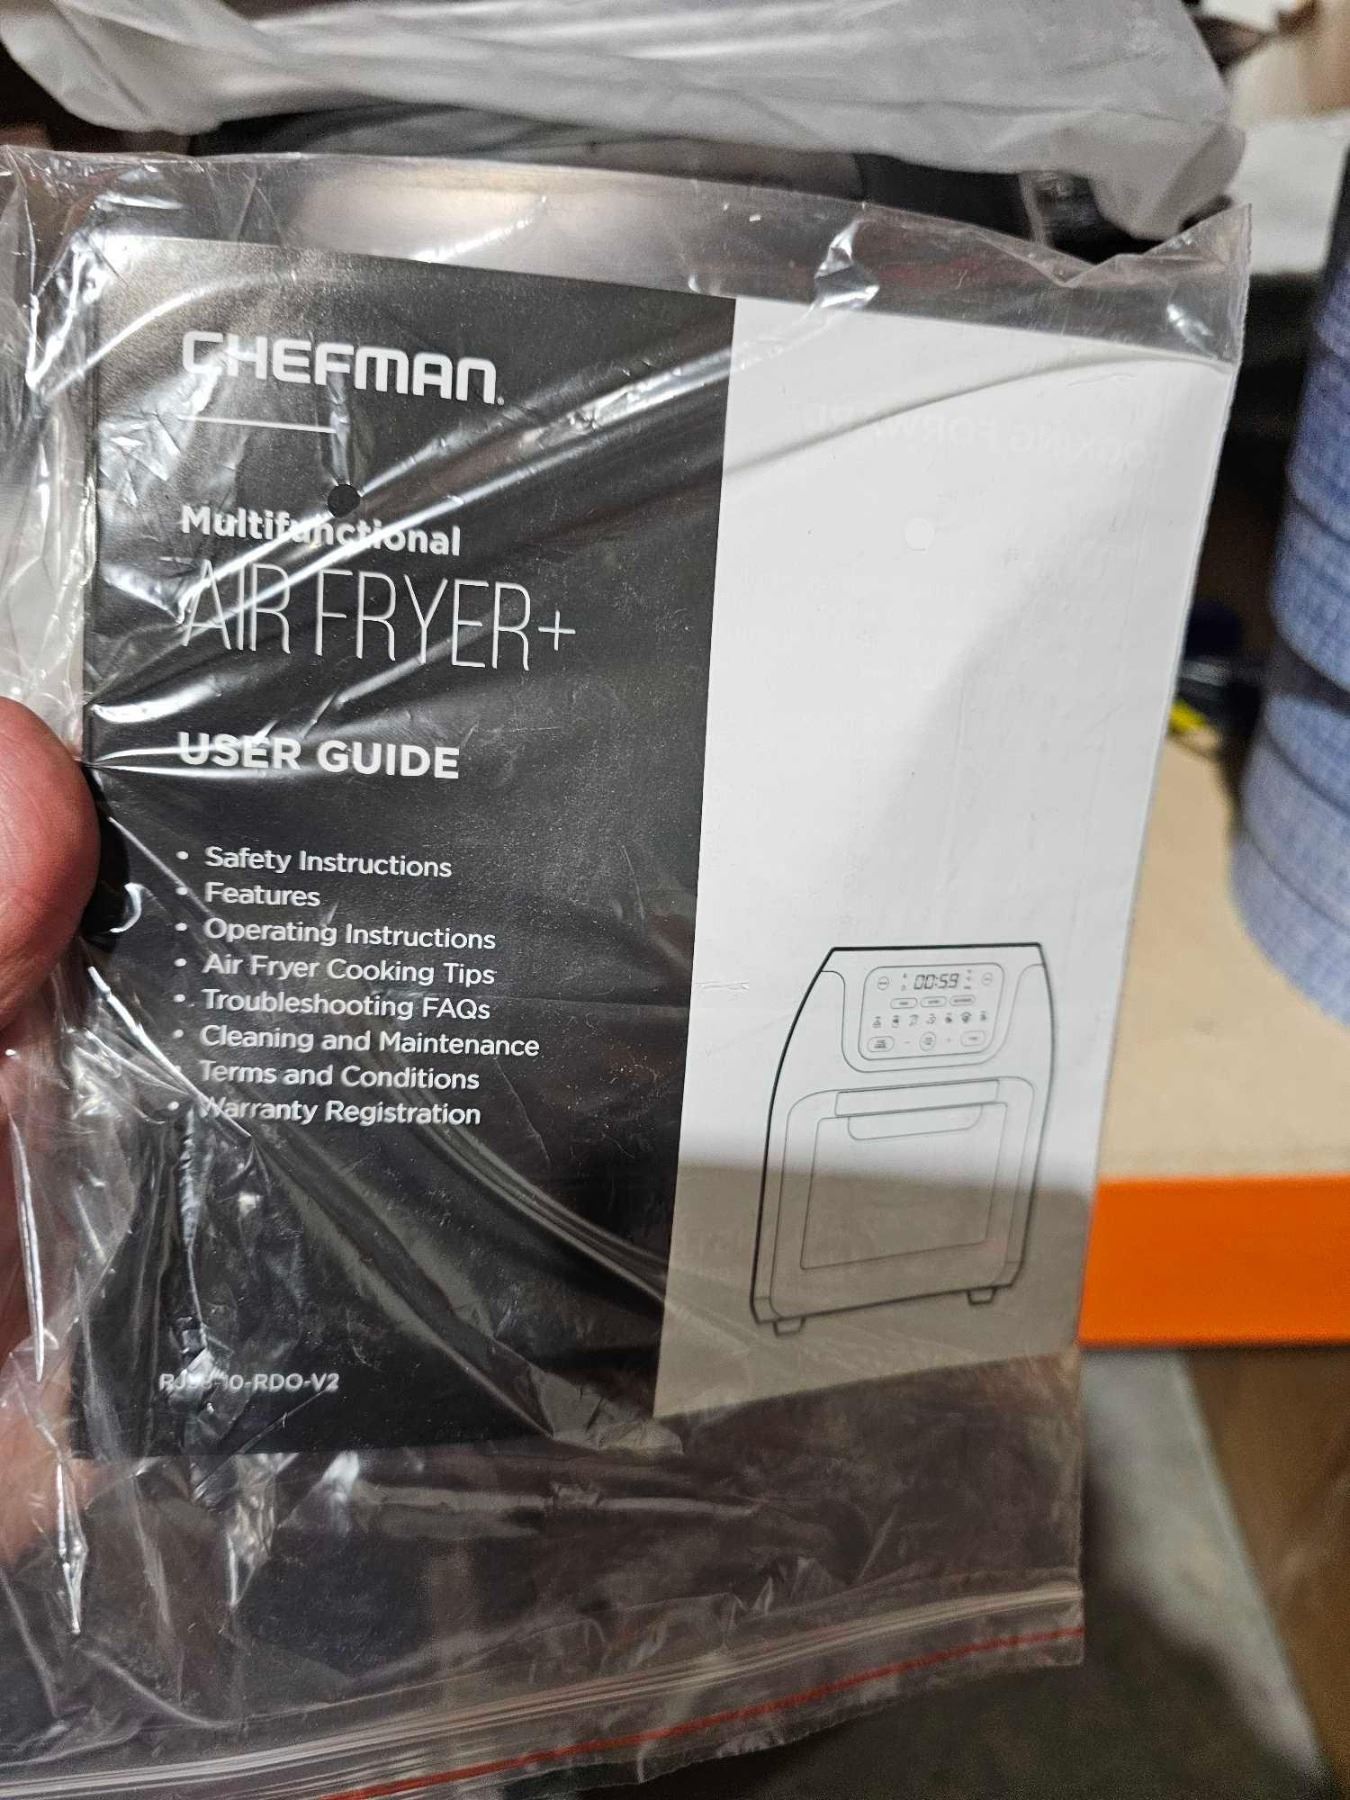 CHEFMAN
Multifunctional
AIR FRYER+
USER GUIDE
• Safety Instructions
• Features
• Operating Instructions
• Air Fryer Cooking Tips
• Troubleshooting FAQs
• Cleaning and Maintenance
• Terms and Conditions
• Warranty Registration
00:59